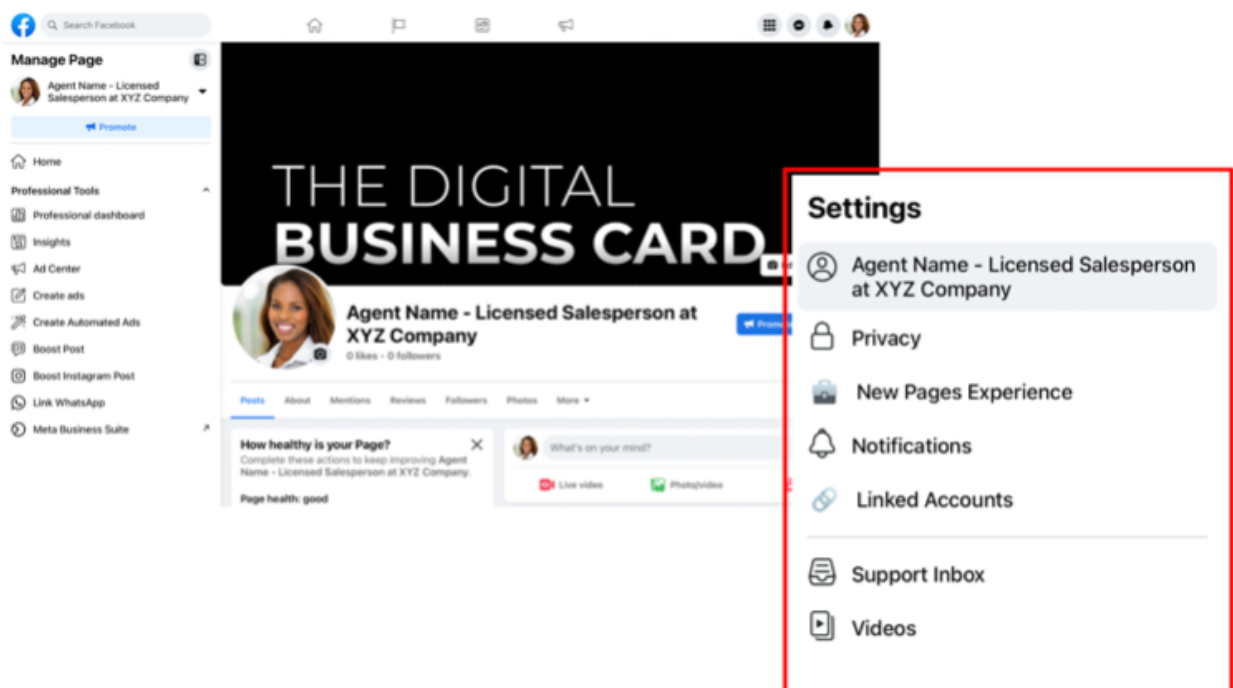 Search Facebook
Manage Page
Agent Name - Licensed
Salesperson at XYZ Company
Promote
Home
Professional Tools
Professional dashboard
Insights
Ad Center
Create ads
Create Automated Ads
Boost Post
Boost Instagram Post
Link WhatsApp
Meta Business Suite
THE DIGITAL
BUSINESS CARD
Agent Name - Licensed Salesperson at
XYZ Company
0 likes • 0 followers
Promote
Posts About Mentions Reviews Followers Photos More
How healthy is your Page?
Complete these actions to keep improving Agent
Name - Licensed Salesperson at XYZ Company.
Page health: good
What's on your mind?
Live video Photo/video
Settings
Agent Name - Licensed Salesperson
at XYZ Company
Privacy
New Pages Experience
Notifications
Linked Accounts
Support Inbox
Videos